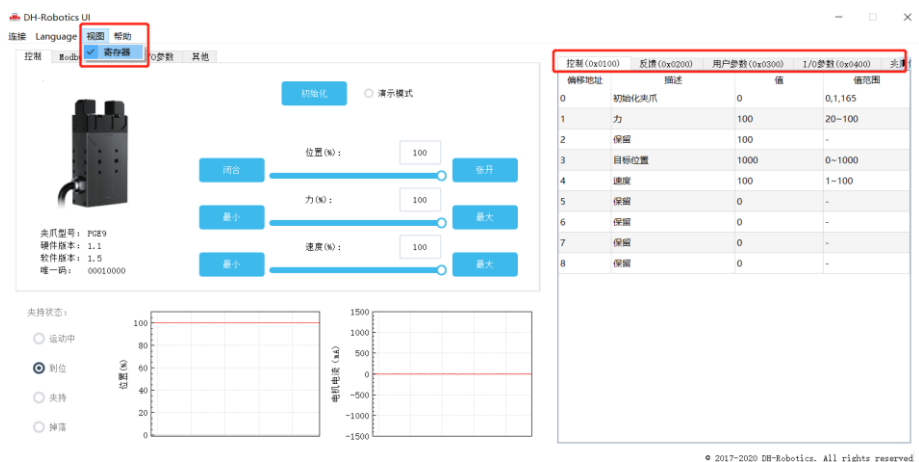 DH-Robotics UI
连接 Language 视图 帮助
寄存器
控制 Modb /O参数 其他
初始化 演示模式
位置(%): 100
闭合 张开
力(%): 100
最小 最大
速度(%): 100
最小 最大
夹爪型号: PGE9
硬件版本: 1.1
软件版本: 1.5
唯一码: 00010000
夹持状态:
运动中
到位
夹持
掉落
位置(%)
100
80
60
40
20
0
电机电流(mA)
1500
1000
500
0
-500
-1000
-1500
控制(0x0100) 反馈(0x0200) 用户参数(0x0300) I/O参数(0x0400)
偏移地址 描述 值 值范围
0 初始化夹爪 0 0,1,165
1 力 100 20~100
2 保留 100 -
3 目标位置 1000 0~1000
4 速度 100 1~100
5 保留 0 -
6 保留 0 -
7 保留 0 -
8 保留 0 -
© 2017-2020 DH-Robotics. All rights reserved